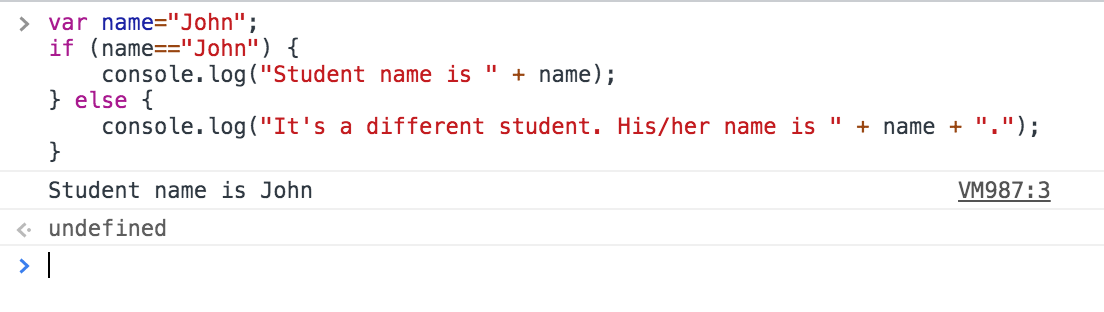 > var name="John";
if (name=="John") {
    console.log("Student name is " + name);
} else {
    console.log("It's a different student. His/her name is " + name + ".");
}
Student name is John VM987:3
undefined
>